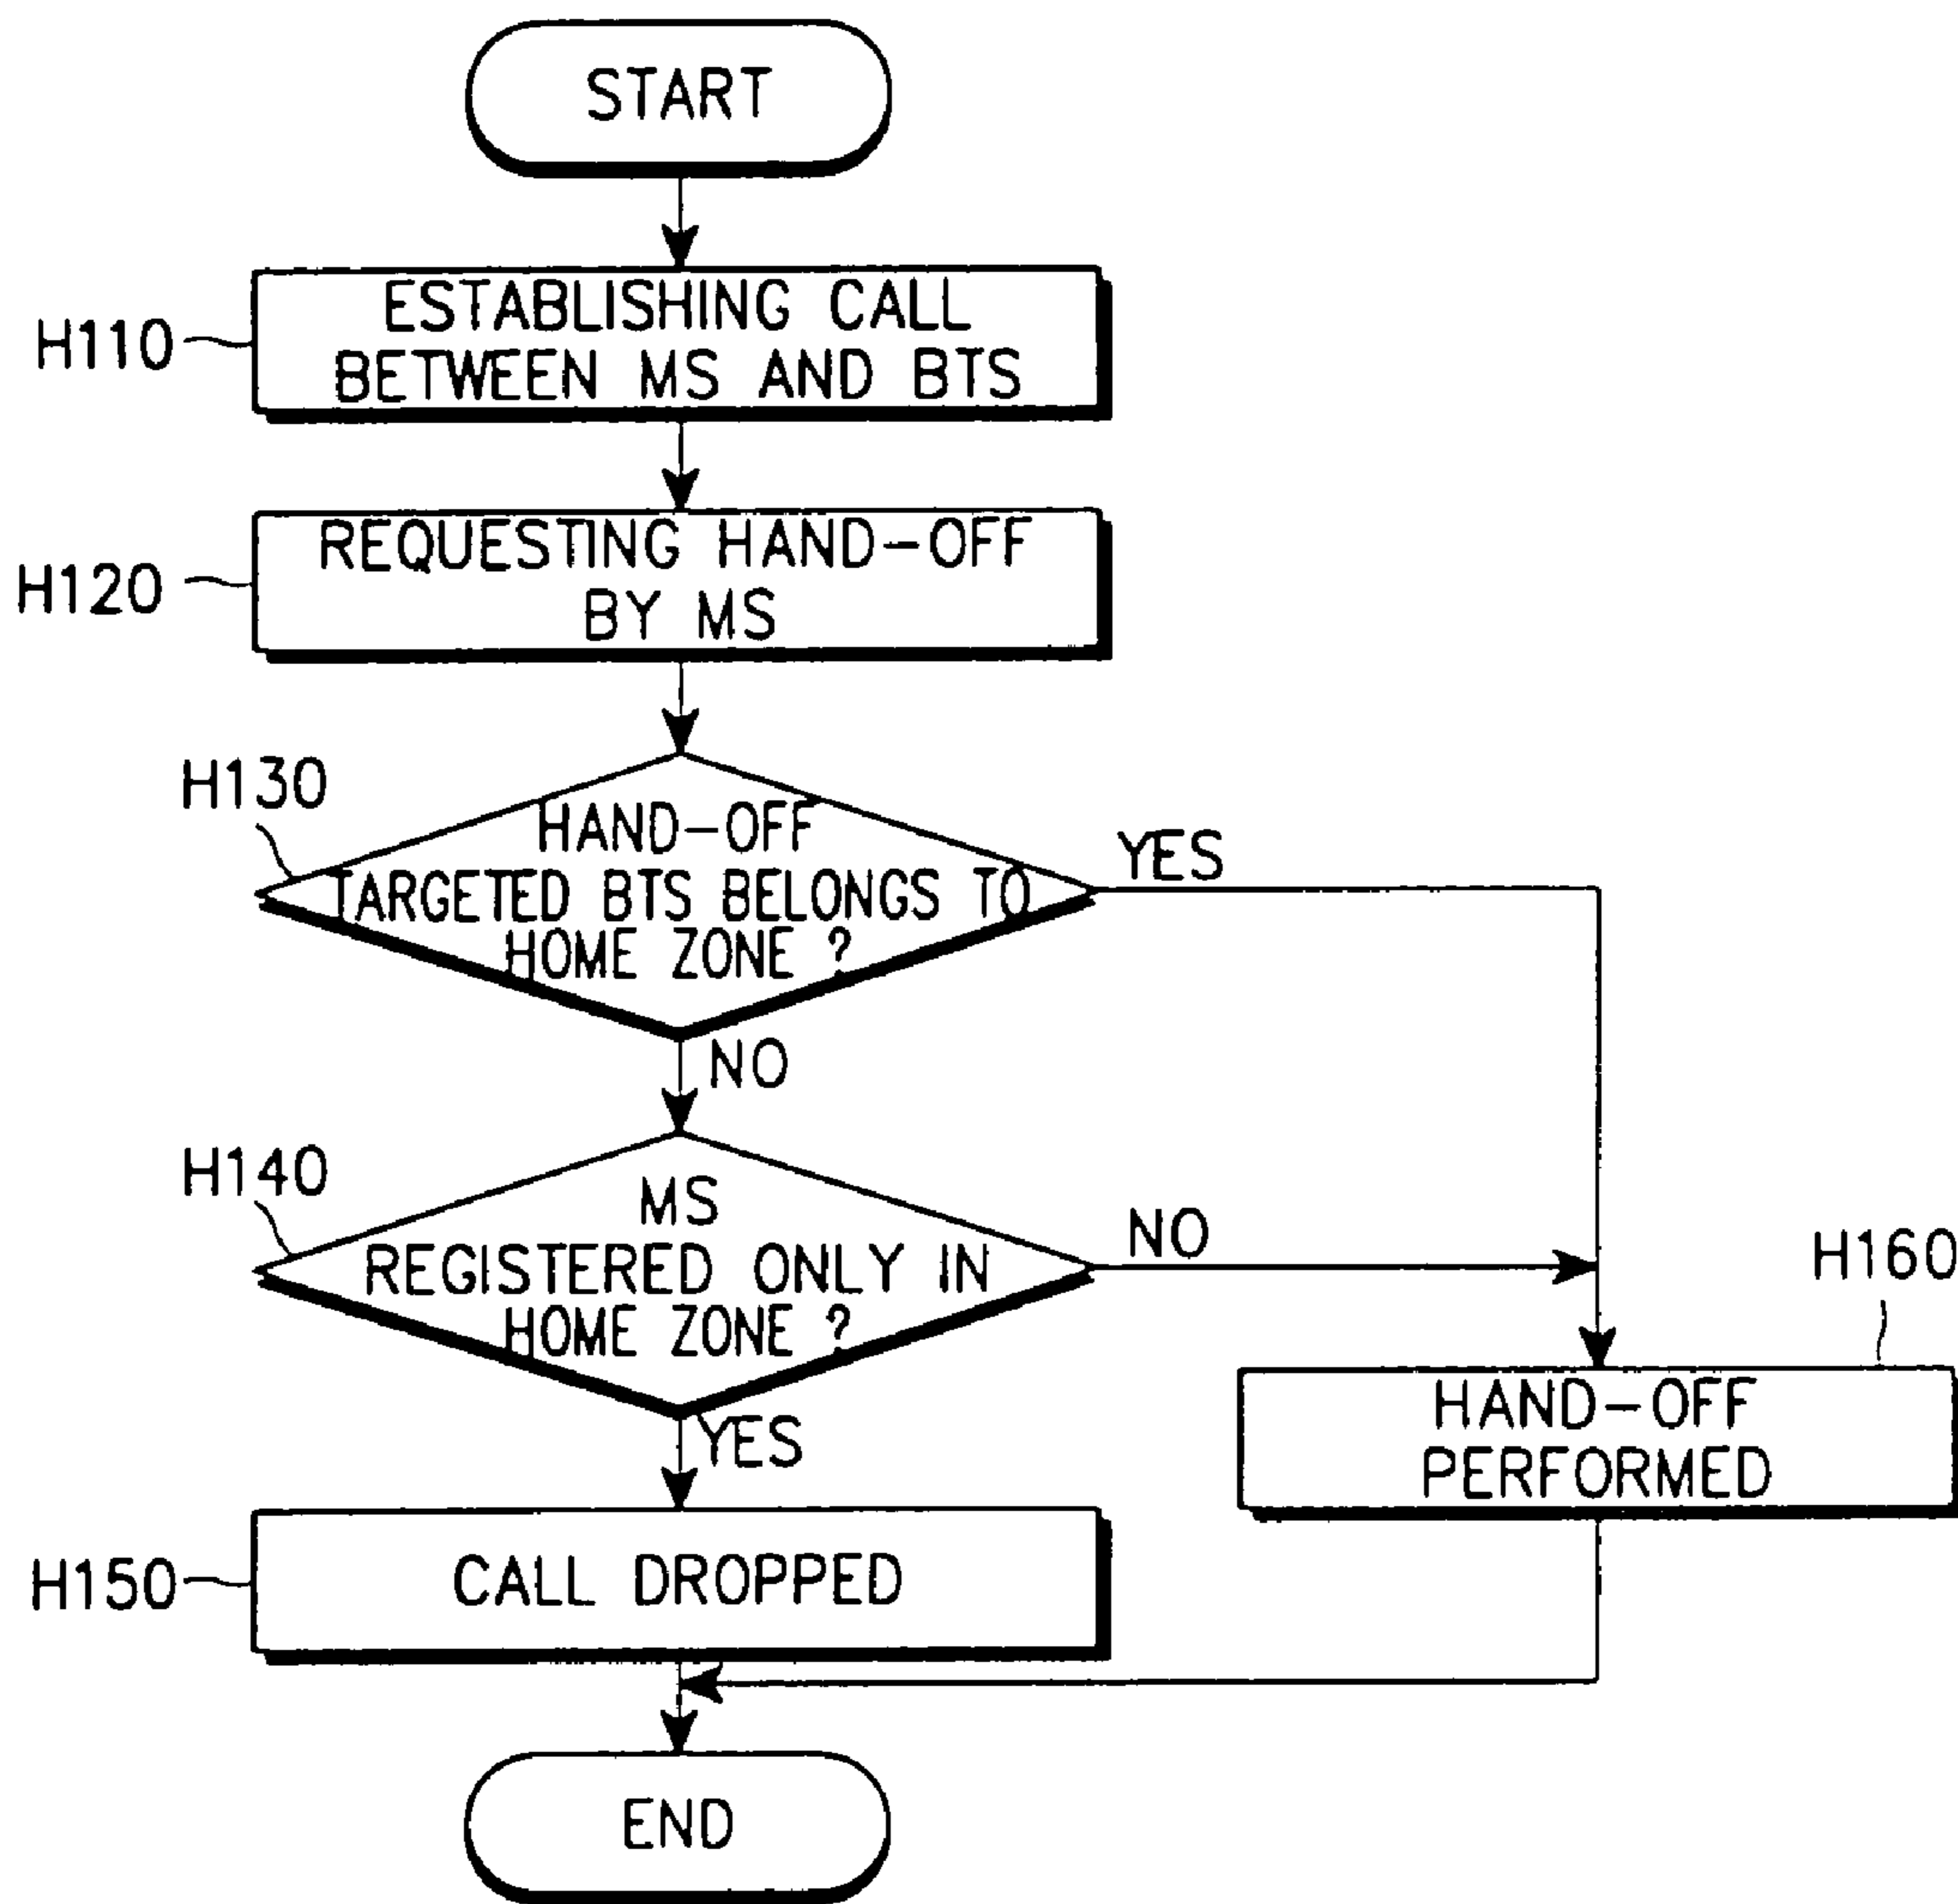 START
H110
ESTABLISHING CALL
BETWEEN MS AND BTS
H120
REQUESTING HAND-OFF
BY MS
H130
HAND-OFF
TARGETED BTS BELONGS TO
HOME ZONE ?
YES
NO
H140
MS
REGISTERED ONLY IN
HOME ZONE ?
NO
YES
H160
HAND-OFF
PERFORMED
H150
CALL DROPPED
END